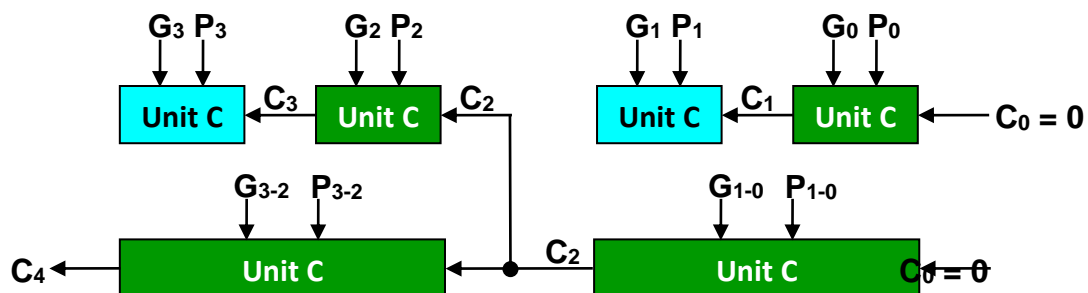 G3 P3 G2 P2 G1 P1 G0 P0
Unit C C3 Unit C C2 Unit C C1 Unit C C0 = 0
G3-2 P3-2 G1-0 P1-0
C4 Unit C C2 Unit C C0 = 0